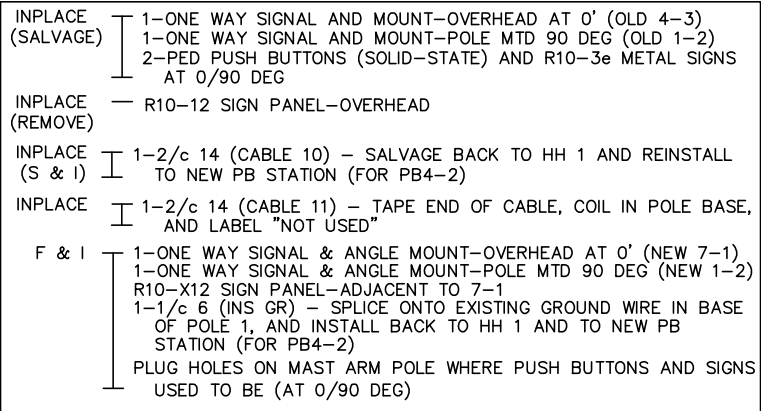 INPLACE 1-ONE WAY SIGNAL AND MOUNT-OVERHEAD AT 0' (OLD 4-3)
(SALVAGE) 1-ONE WAY SIGNAL AND MOUNT-POLE MTD 90 DEG (OLD 1-2)
2-PED PUSH BUTTONS (SOLID-STATE) AND R10-3e METAL SIGNS
AT 0/90 DEG
INPLACE — R10-12 SIGN PANEL-OVERHEAD
(REMOVE)
INPLACE 1-2/c 14 (CABLE 10) - SALVAGE BACK TO HH 1 AND REINSTALL
(S & I) TO NEW PB STATION (FOR PB4-2)
INPLACE 1-2/c 14 (CABLE 11) - TAPE END OF CABLE, COIL IN POLE BASE,
AND LABEL "NOT USED"
F & I 1-ONE WAY SIGNAL & ANGLE MOUNT-OVERHEAD AT 0' (NEW 7-1)
1-ONE WAY SIGNAL & ANGLE MOUNT-POLE MTD 90 DEG (NEW 1-2)
R10-X12 SIGN PANEL-ADJACENT TO 7-1
1-1/c 6 (INS GR) - SPLICE ONTO EXISTING GROUND WIRE IN BASE
OF POLE 1, AND INSTALL BACK TO HH 1 AND TO NEW PB
STATION (FOR PB4-2)
PLUG HOLES ON MAST ARM POLE WHERE PUSH BUTTONS AND SIGNS
USED TO BE (AT 0/90 DEG)